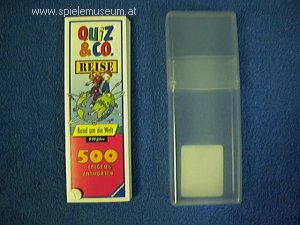 www.spielemuseum.at
QUIZ
& CO.
REISE
Rund um die Welt
500
FRAGEN &
ANTWORTEN